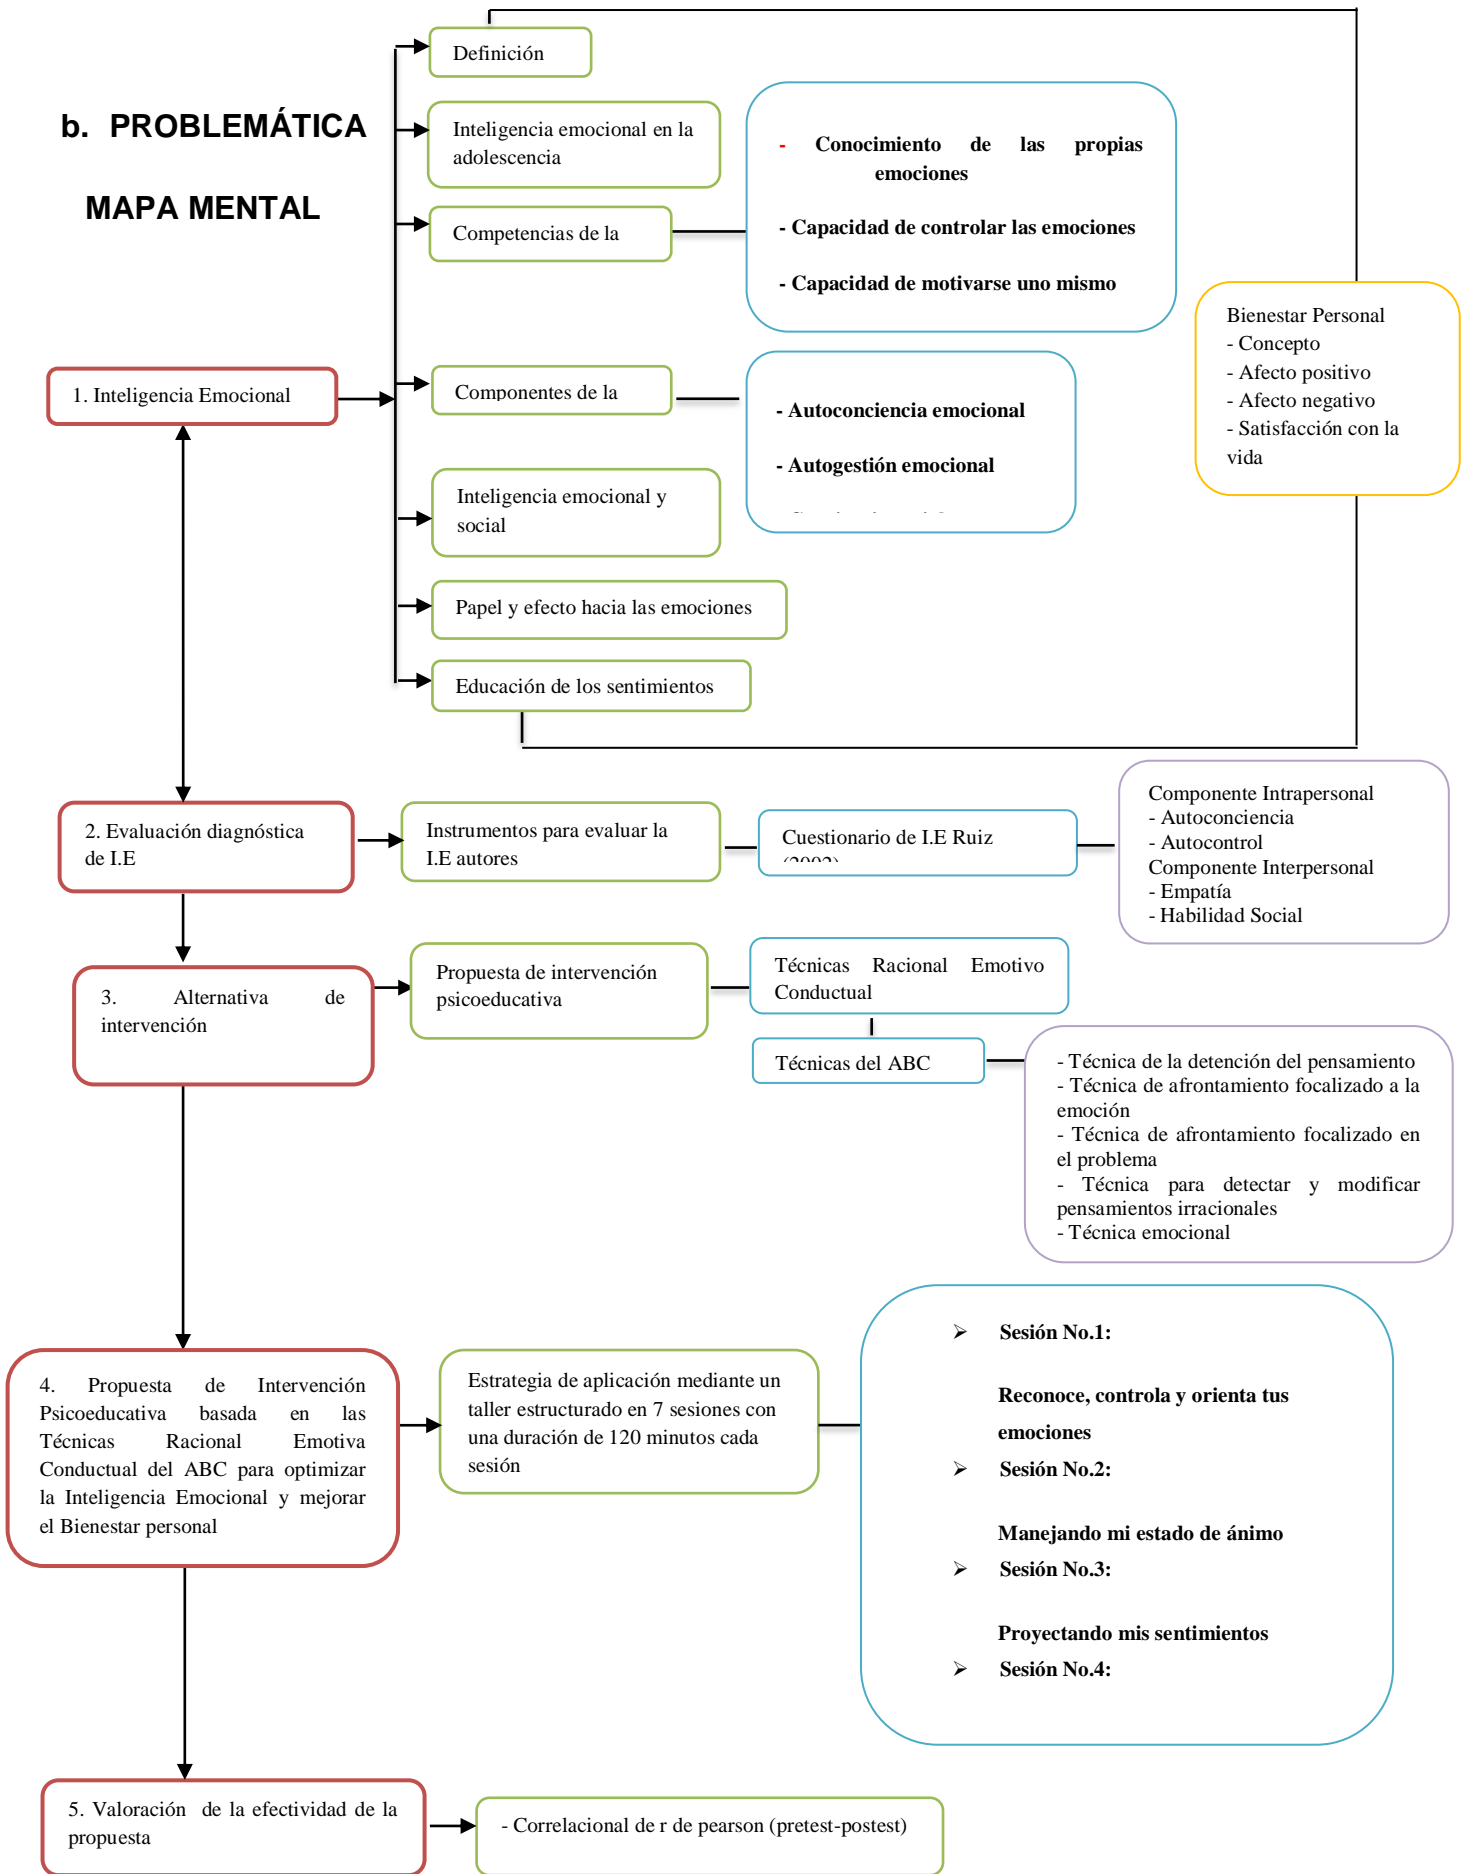 b. PROBLEMÁTICA
MAPA MENTAL
Definición
Inteligencia emocional en la
adolescencia
Competencias de la
- Conocimiento de las propias
emociones
- Capacidad de controlar las emociones
- Capacidad de motivarse uno mismo
Bienestar Personal
- Concepto
- Afecto positivo
- Afecto negativo
- Satisfacción con la
vida
1. Inteligencia Emocional
Componentes de la
- Autoconciencia emocional
- Autogestión emocional
Inteligencia emocional y
social
Papel y efecto hacia las emociones
Educación de los sentimientos
2. Evaluación diagnóstica
de I.E
Instrumentos para evaluar la
I.E autores
Cuestionario de I.E Ruiz
Componente Intrapersonal
- Autoconciencia
- Autocontrol
Componente Interpersonal
- Empatía
- Habilidad Social
3. Alternativa de
intervención
Propuesta de intervención
psicoeducativa
Técnicas Racional Emotivo
Conductual
Técnicas del ABC
- Técnica de la detención del pensamiento
- Técnica de afrontamiento focalizado a la
emoción
- Técnica de afrontamiento focalizado en
el problema
- Técnica para detectar y modificar
pensamientos irracionales
- Técnica emocional
4. Propuesta de Intervención
Psicoeducativa basada en las
Técnicas Racional Emotiva
Conductual del ABC para optimizar
la Inteligencia Emocional y mejorar
el Bienestar personal
Estrategia de aplicación mediante un
taller estructurado en 7 sesiones con
una duración de 120 minutos cada
sesión
➢ Sesión No.1:
Reconoce, controla y orienta tus
emociones
➢ Sesión No.2:
Manejando mi estado de ánimo
➢ Sesión No.3:
Proyectando mis sentimientos
➢ Sesión No.4:
5. Valoración de la efectividad de la
propuesta
- Correlacional de r de pearson (pretest-postest)